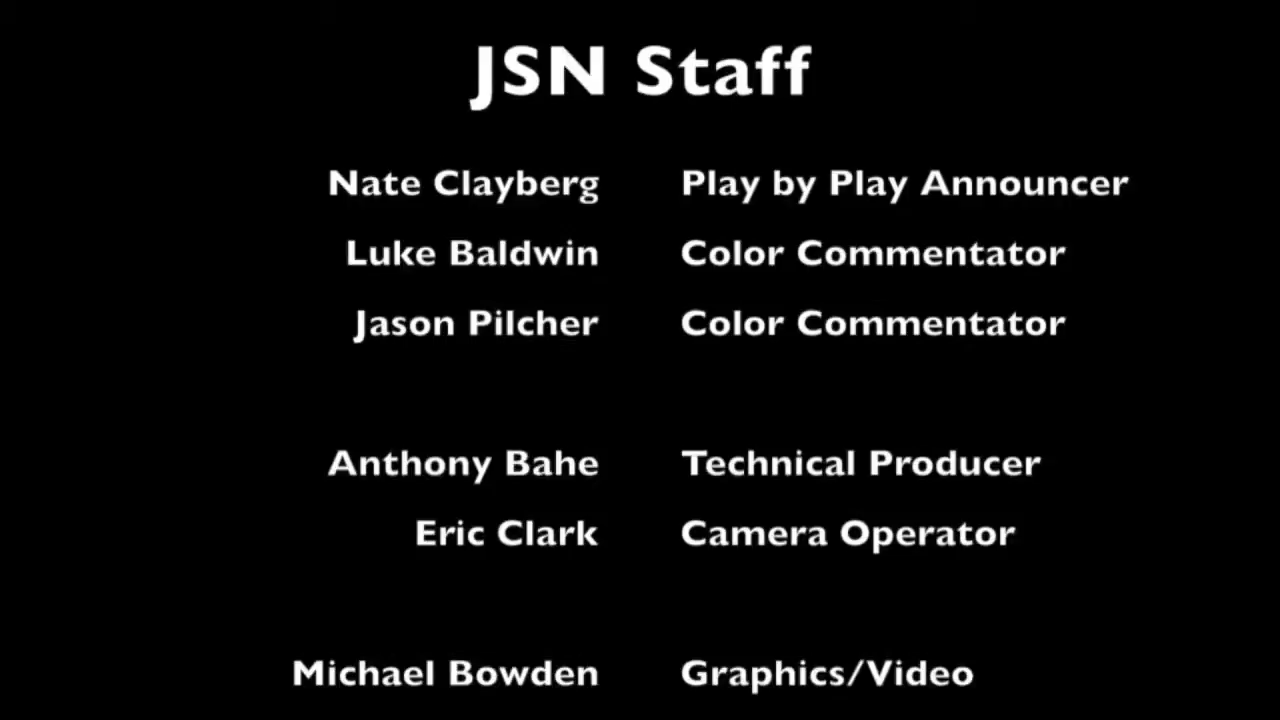 JSN Staff
Nate Clayberg Play by Play Announcer
Luke Baldwin Color Commentator
Jason Pilcher Color Commentator
Anthony Bahe Technical Producer
Eric Clark Camera Operator
Michael Bowden Graphics/Video